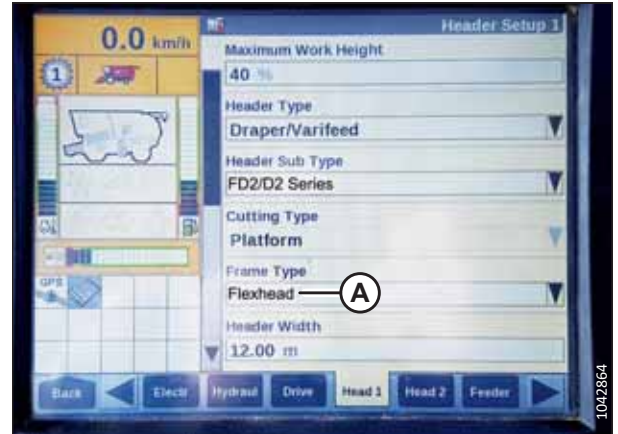 0.0 km/h
Header Setup 1
1
Maximum Work Height
40 %
Header Type
Draper/Varifeed
Header Sub Type
FD2/D2 Series
Cutting Type
Platform
Frame Type
Flexhead
A
GPS
Header Width
12.00 m
Back
Electr
Hydraul
Drive
Head 1
Head 2
Feeder
1042864